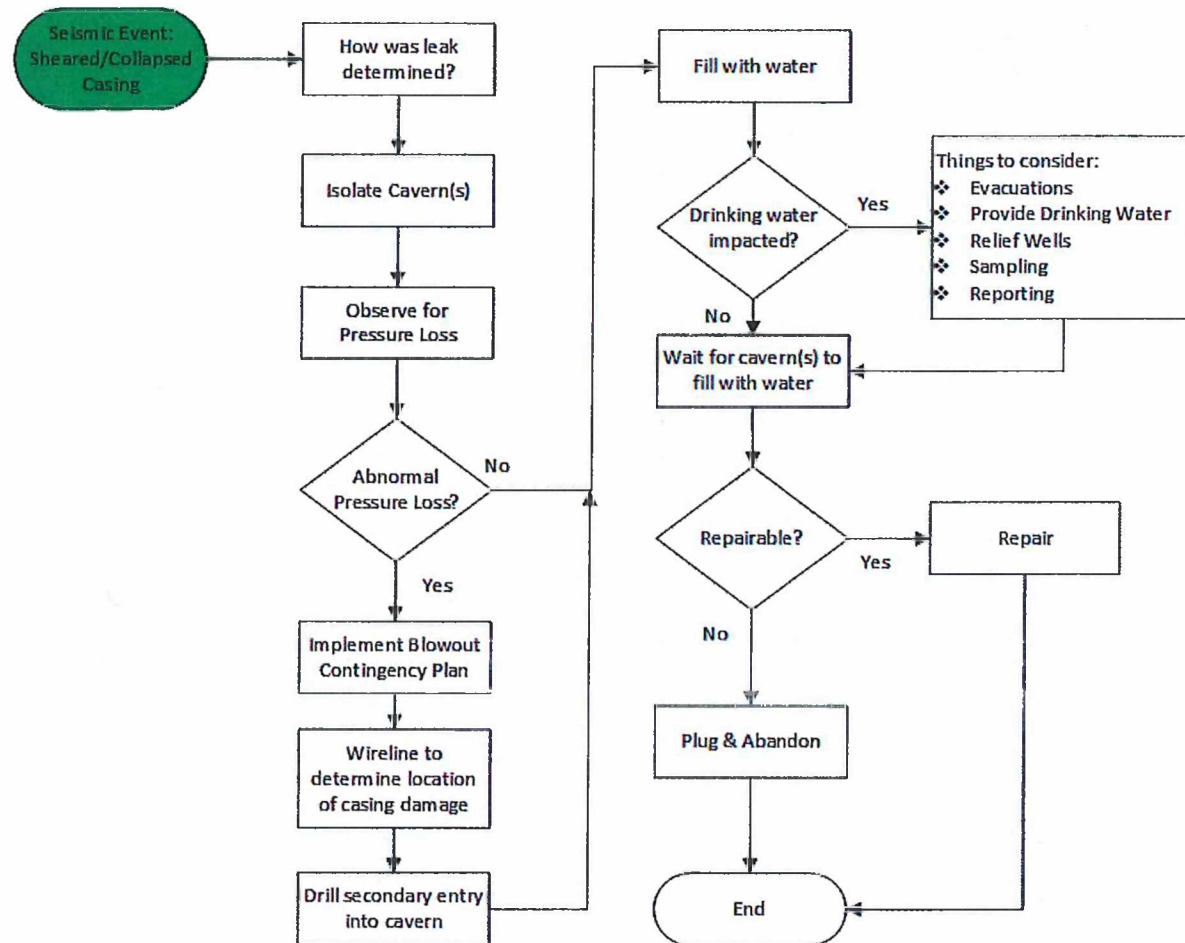 Seismic Event:
Sheared/Collapsed
Casing
How was leak
determined?
Isolate Cavern(s)
Observe for
Pressure Loss
Abnormal
Pressure Loss?
No
Yes
Implement Blowout
Contingency Plan
Wireline to
determine location
of casing damage
Drill secondary entry
into cavern
Fill with water
Drinking water
impacted?
Yes
Things to consider:
❖ Evacuations
❖ Provide Drinking Water
❖ Relief Wells
❖ Sampling
❖ Reporting
No
Wait for cavern(s) to
fill with water
Repairable?
Yes
Repair
No
Plug & Abandon
End